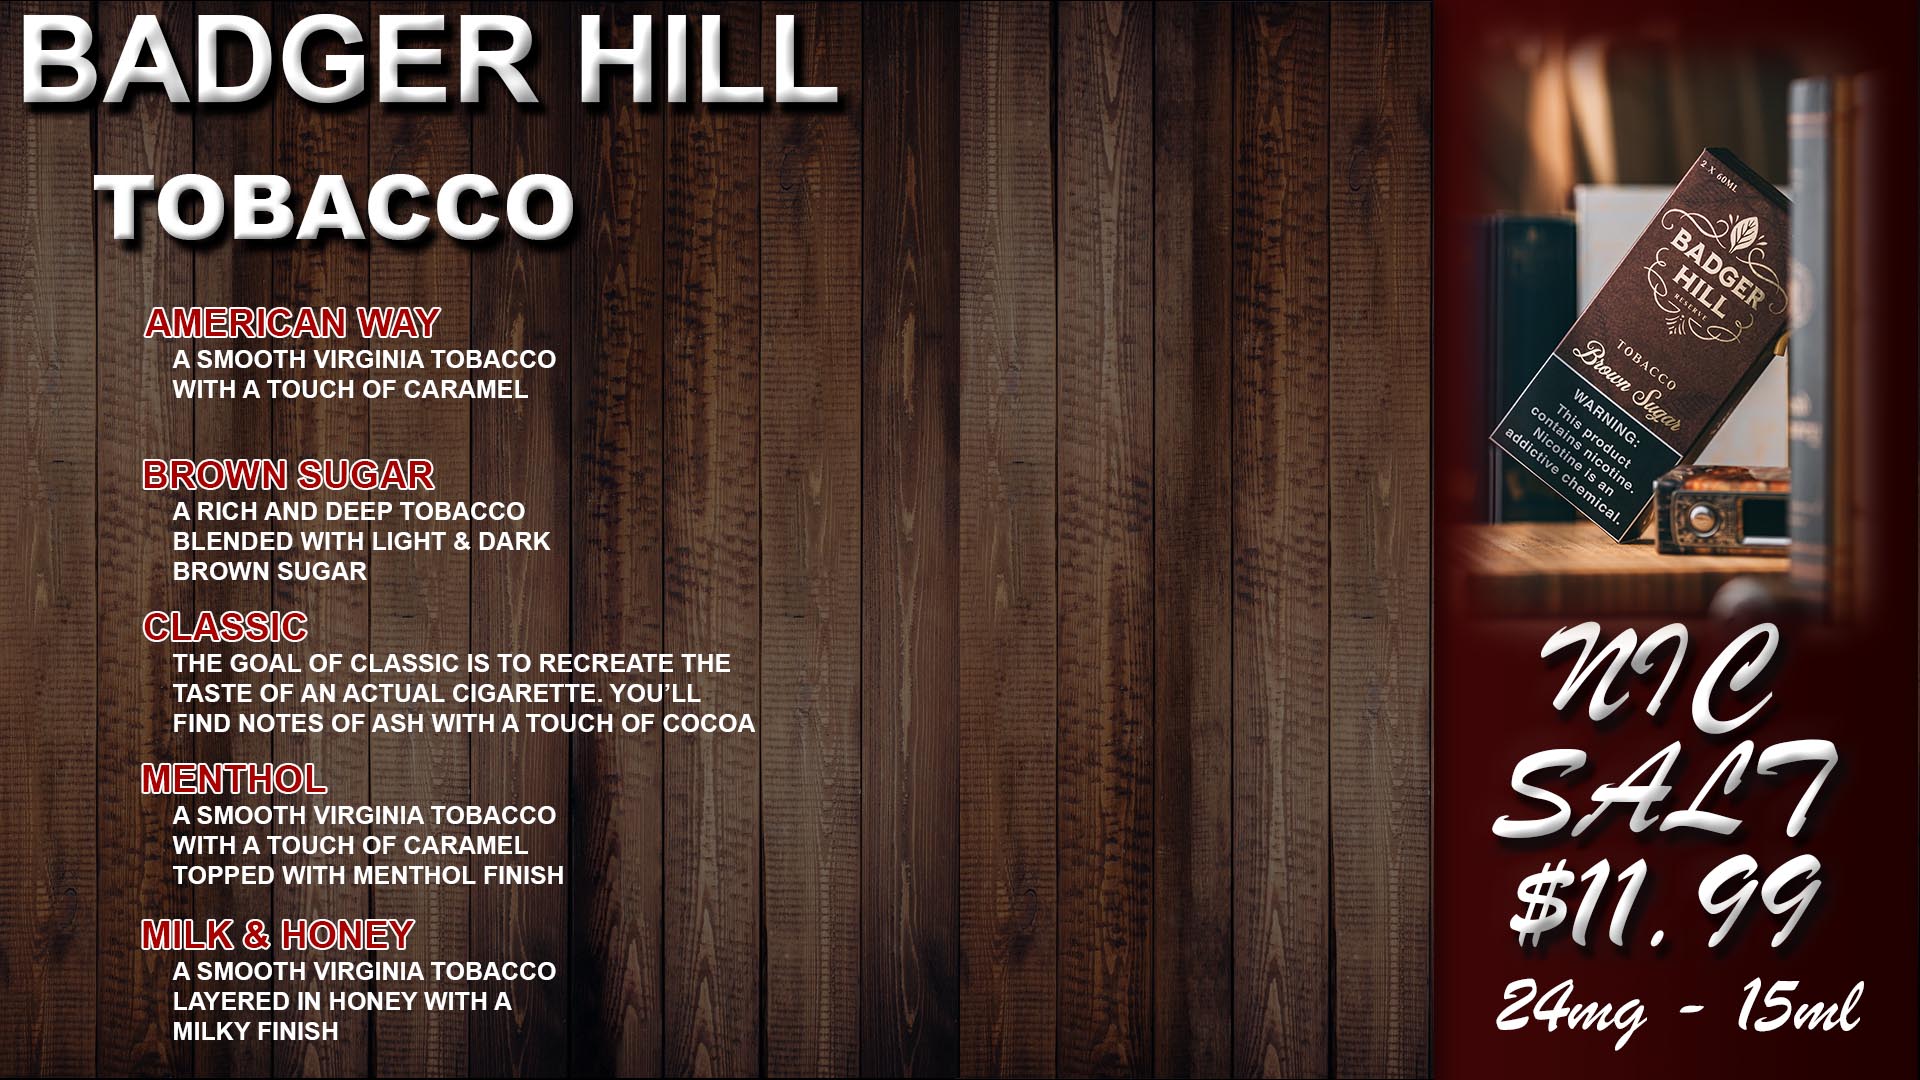 BADGER HILL
TOBACCO
AMERICAN WAY
A SMOOTH VIRGINIA TOBACCO
WITH A TOUCH OF CARAMEL
BROWN SUGAR
A RICH AND DEEP TOBACCO
BLENDED WITH LIGHT & DARK
BROWN SUGAR
CLASSIC
THE GOAL OF CLASSIC IS TO RECREATE THE
TASTE OF AN ACTUAL CIGARETTE. YOU’LL
FIND NOTES OF ASH WITH A TOUCH OF COCOA
MENTHOL
A SMOOTH VIRGINIA TOBACCO
WITH A TOUCH OF CARAMEL
TOPPED WITH MENTHOL FINISH
MILK & HONEY
A SMOOTH VIRGINIA TOBACCO
LAYERED IN HONEY WITH A
MILKY FINISH
2 X 60ML
BADGER
HILL
RESERVE
TOBACCO
Brown Sugar
WARNING:
This product
contains nicotine.
Nicotine is an
addictive chemical.
NIC
SALT
$11.99
24mg - 15ml